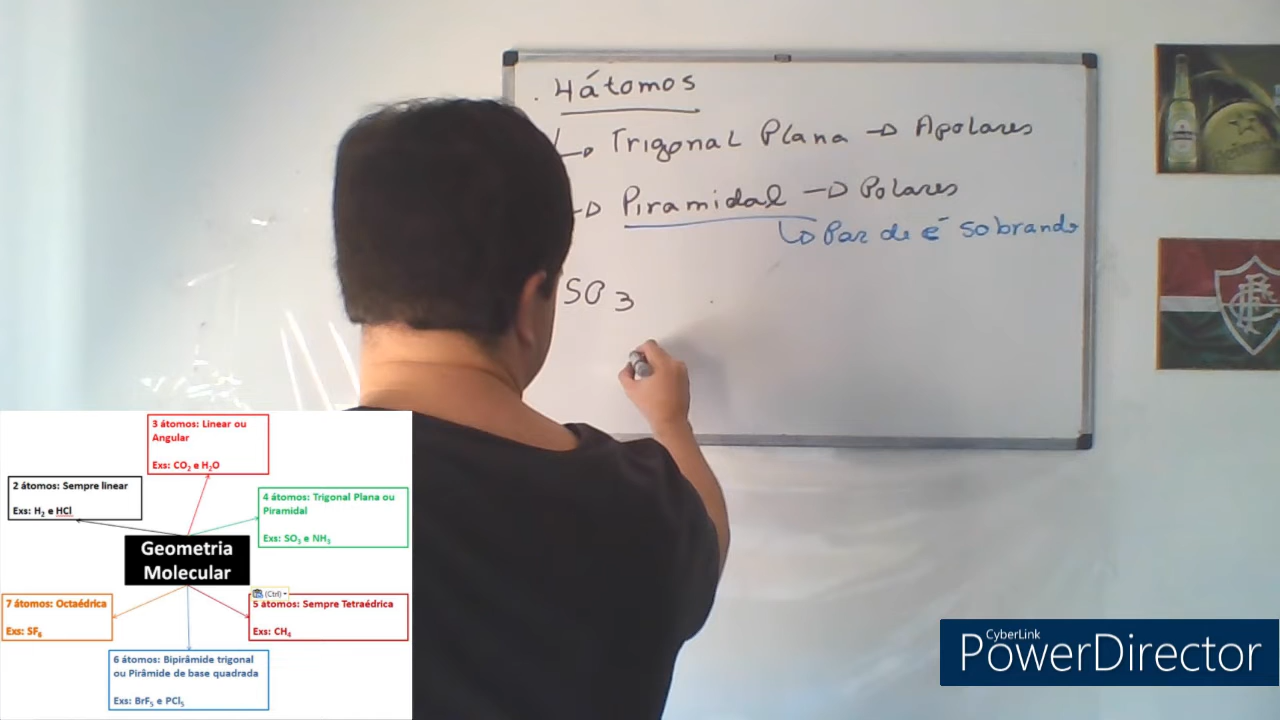 . 4 átomos
Trigonal Plana → Apolares
→ Piramidal → Polares
↳ Par de é sobrando
SO3
3 átomos: Linear ou
Angular
Exs: CO₂ e H₂O
2 átomos: Sempre linear
Exs: H₂ e HCl
4 átomos: Trigonal Plana ou
Piramidal
Exs: SO₃ e NH₃
Geometria
Molecular
(Ctrl)
7 átomos: Octaédrica
Exs: SF₆
5 átomos: Sempre Tetraédrica
Exs: CH₄
6 átomos: Bipirâmide trigonal
ou Pirâmide de base quadrada
Exs: BrF₅ e PCl₅
CyberLink
PowerDirector